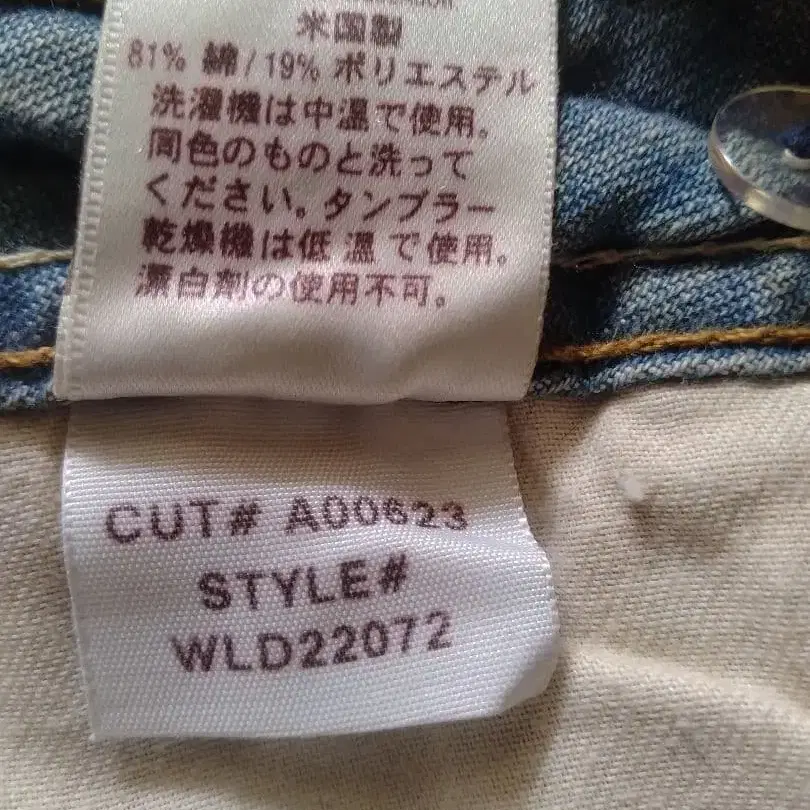 米国製
81% 綿/19% ポリエステル
洗濯機は中温で使用。
同色のものと洗って
ください。タンブラー
乾燥機は低温で使用。
漂白剤の使用不可。
CUT# A00623
STYLE#
WLD22072